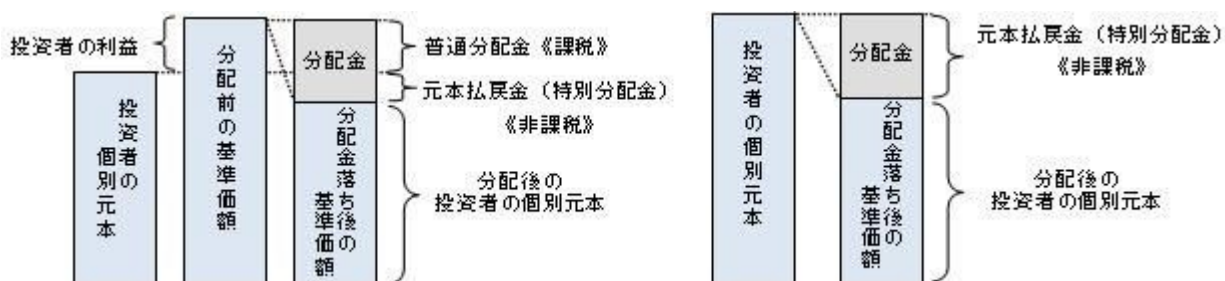 投資者の利益
投資者の
個別元本
分配前の基準価額
分配金
分配金落ち後の
基準価額
普通分配金《課税》
元本払戻金（特別分配金）
《非課税》
分配後の
投資者の個別元本
投資者の個別元本
分配金
分配金落ち後の
基準価額
元本払戻金（特別分配金）
《非課税》
分配後の
投資者の個別元本